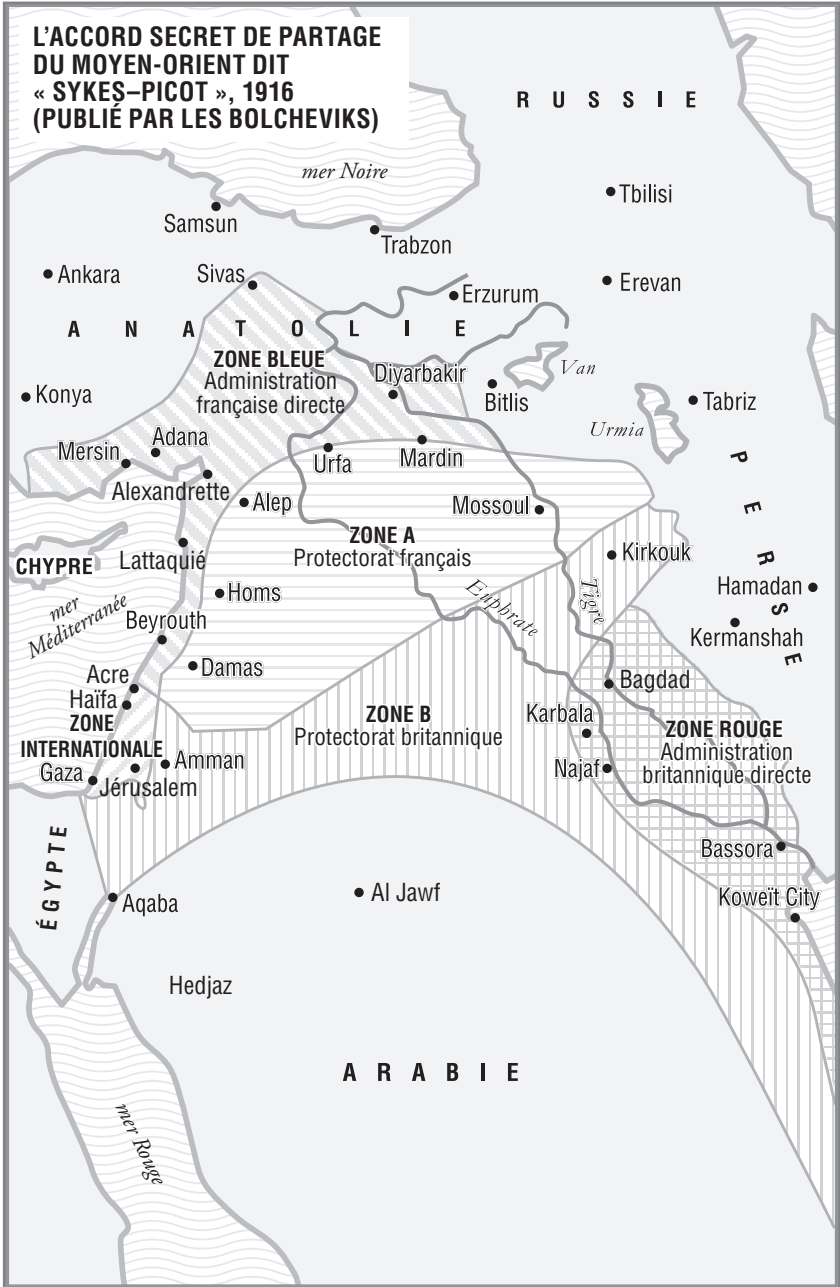 L'ACCORD SECRET DE PARTAGE
DU MOYEN-ORIENT DIT
« SYKES–PICOT », 1916
(PUBLIÉ PAR LES BOLCHEVIKS)
RUSSIE
mer Noire
Tbilisi
Samsun
Trabzon
Ankara
Sivas
Erzurum
Erevan
ANATOLIE
ZONE BLEUE
Administration
française directe
Diyarbakir
Van
Bitlis
Konya
Tabriz
Urmia
Adana
Mersin
Urfa
Mardin
PERSE
Alexandrette
Alep
Mossoul
ZONE A
Protectorat français
Kirkouk
CHYPRE
Lattaquié
Homs
Euphrate
Tigre
Hamadan
mer
Méditerranée
Beyrouth
Kermanshah
Damas
Acre
Haïfa
Bagdad
ZONE
INTERNATIONALE
ZONE B
Protectorat britannique
Karbala
ZONE ROUGE
Administration
britannique directe
Gaza
Jérusalem
Amman
Najaf
ÉGYPTE
Bassora
Aqaba
Al Jawf
Koweït City
Hedjaz
ARABIE
mer Rouge